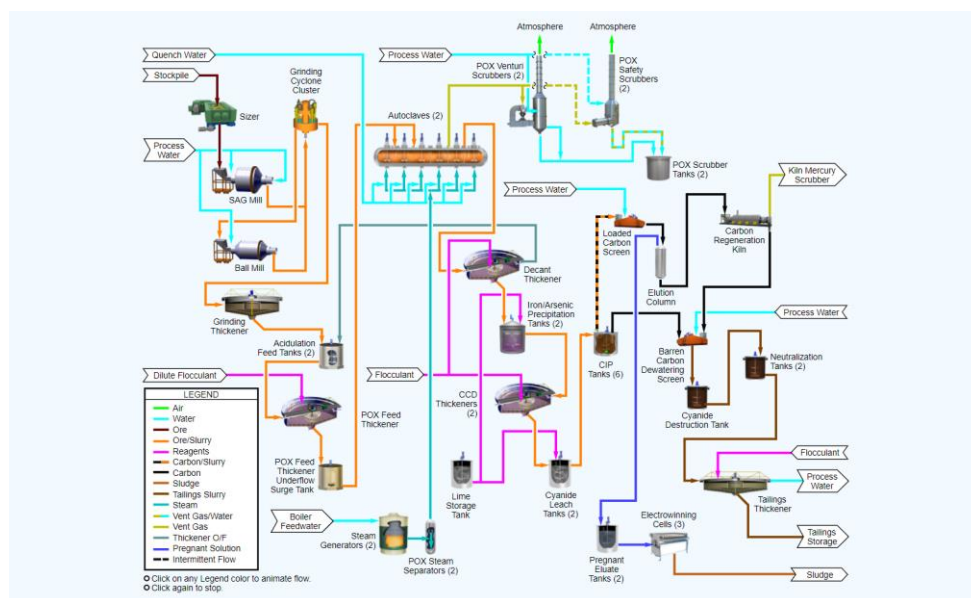 Atmosphere
Atmosphere
Quench Water
Process Water
POX Venturi
Scrubbers (2)
POX
Safety
Scrubbers
(2)
Stockpile
Grinding
Cyclone
Cluster
Sizer
Autoclaves (2)
Process
Water
SAG Mill
POX Scrubber
Tanks (2)
Kiln Mercury
Scrubber
Process Water
Loaded
Carbon
Screen
Carbon
Regeneration
Kiln
Ball Mill
Decant
Thickener
Elution
Column
Grinding
Thickener
Iron/Arsenic
Precipitation
Tanks (2)
Process Water
Acidulation
Feed Tanks (2)
CIP
Tanks (6)
Barren
Carbon
Dewatering
Screen
Neutralization
Tanks (2)
Dilute Flocculant
Flocculant
CCD
Thickeners
(2)
POX Feed
Thickener
Cyanide
Destruction Tank
LEGEND
Air
Water
Ore
Ore/Slurry
Reagents
Carbon/Slurry
Carbon
Sludge
Tailings Slurry
Steam
Vent Gas/Water
Vent Gas
Thickener O/F
Pregnant Solution
Intermittent Flow
POX Feed
Thickener
Underflow
Surge Tank
Flocculant
Process
Water
Tailings
Thickener
Lime
Storage
Tank
Cyanide
Leach
Tanks (2)
Boiler
Feedwater
Steam
Generators (2)
POX Steam
Separators (2)
Electrowinning
Cells (3)
Pregnant
Eluate
Tanks (2)
Tailings
Storage
Sludge
Click on any Legend color to animate flow.
Click again to stop.